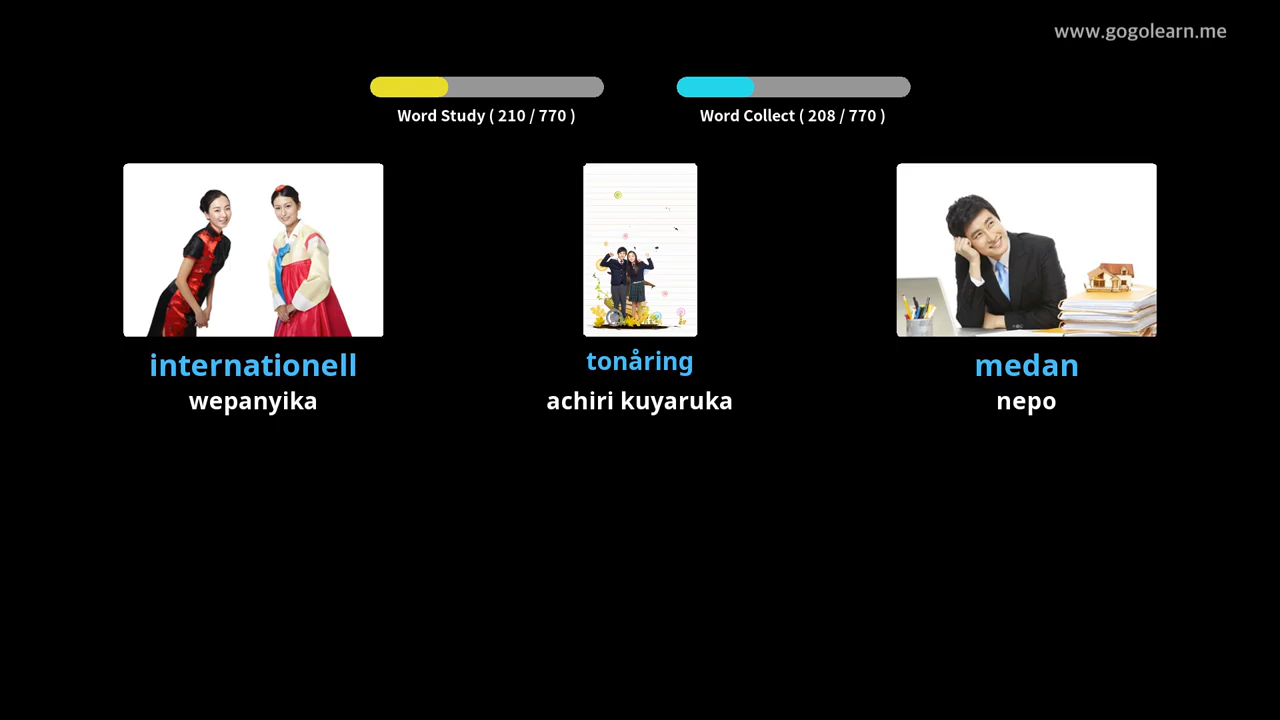 www.gogolearn.me
Word Study ( 210 / 770 )
Word Collect ( 208 / 770 )
internationell
wepanyika
tonåring
achiri kuyaruka
medan
nepo